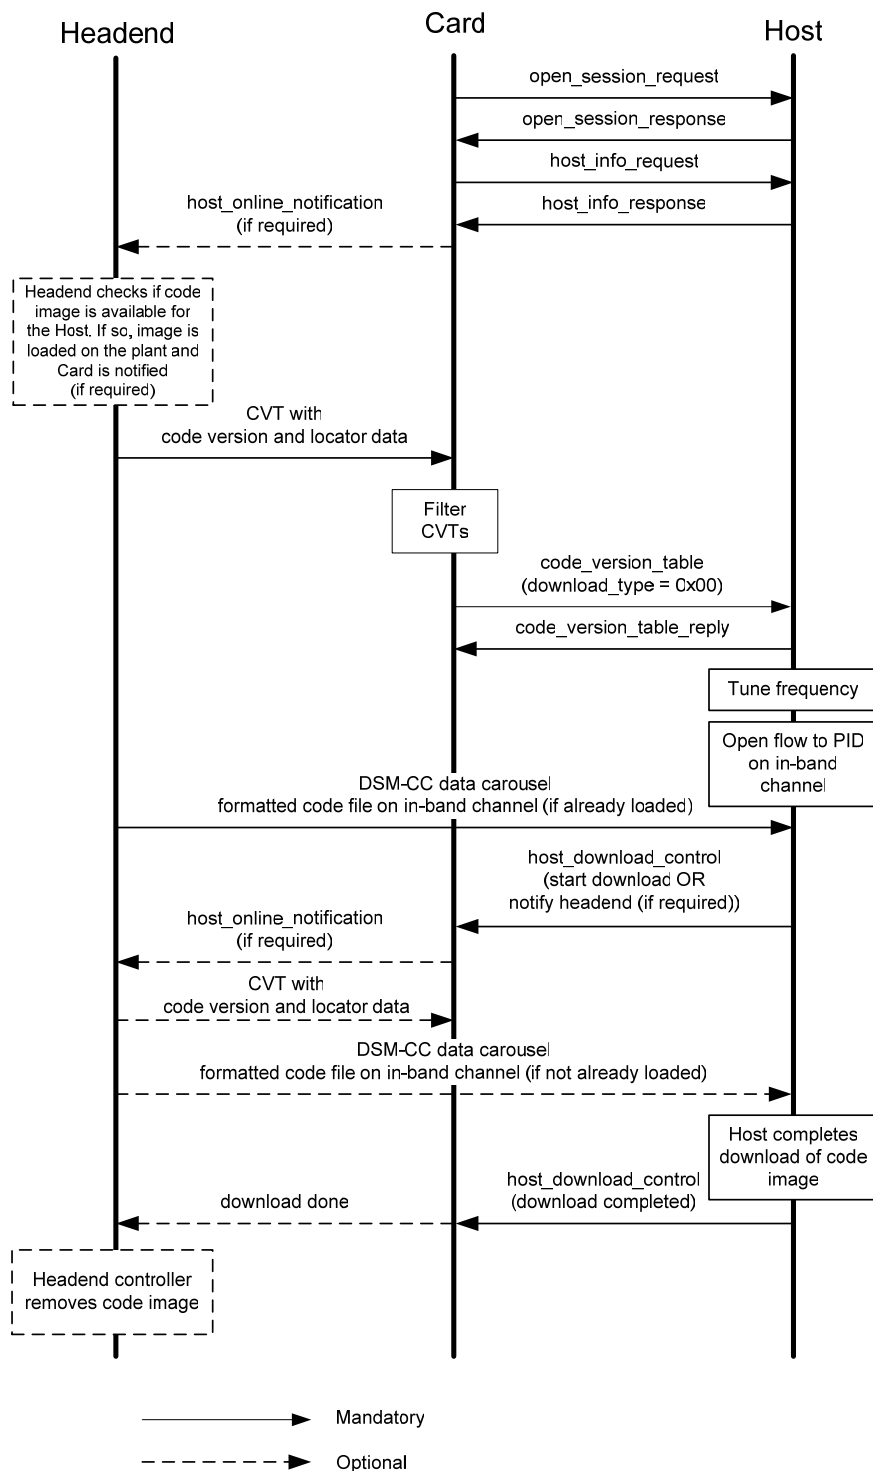 Headend
Card
Host
open_session_request
open_session_response
host_info_request
host_info_response
host_online_notification
(if required)
Headend checks if code
image is available for
the Host. If so, image is
loaded on the plant and
Card is notified
(if required)
CVT with
code version and locator data
Filter
CVTs
code_version_table
(download_type = 0x00)
code_version_table_reply
Tune frequency
Open flow to PID
on in-band
channel
DSM-CC data carousel
formatted code file on in-band channel (if already loaded)
host_download_control
(start download OR
notify headend (if required))
host_online_notification
(if required)
CVT with
code version and locator data
DSM-CC data carousel
formatted code file on in-band channel (if not already loaded)
Host completes
download of code
image
host_download_control
(download completed)
download done
Headend controller
removes code image
Mandatory
Optional